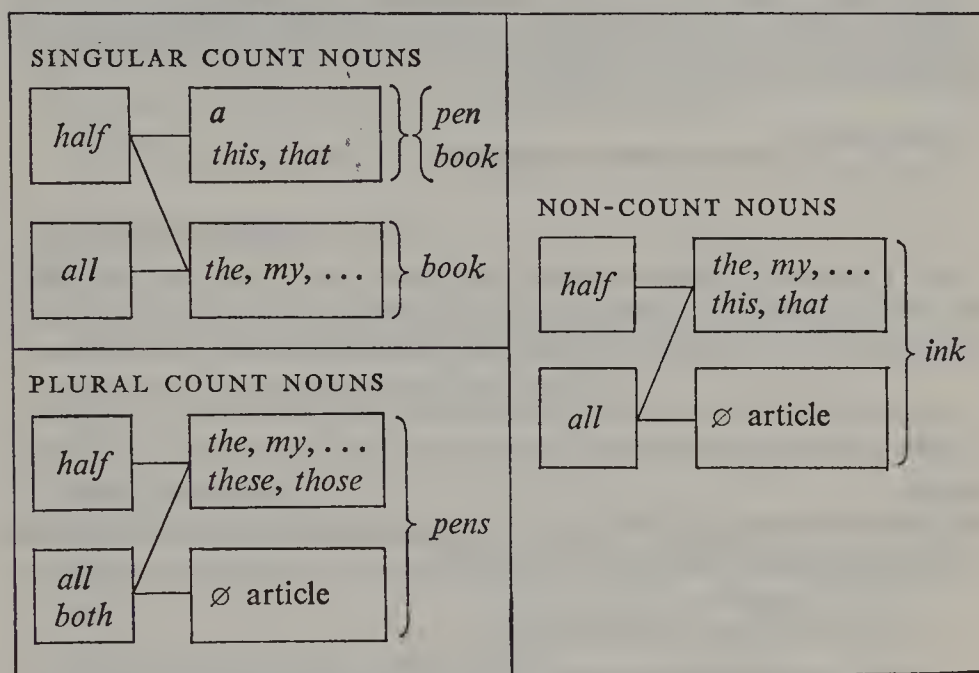 SINGULAR COUNT NOUNS
half
a
this, that
pen
book
all
the, my, ...
book
PLURAL COUNT NOUNS
half
the, my, ...
these, those
pens
all
both
∅ article
NON-COUNT NOUNS
half
the, my, ...
this, that
ink
all
∅ article